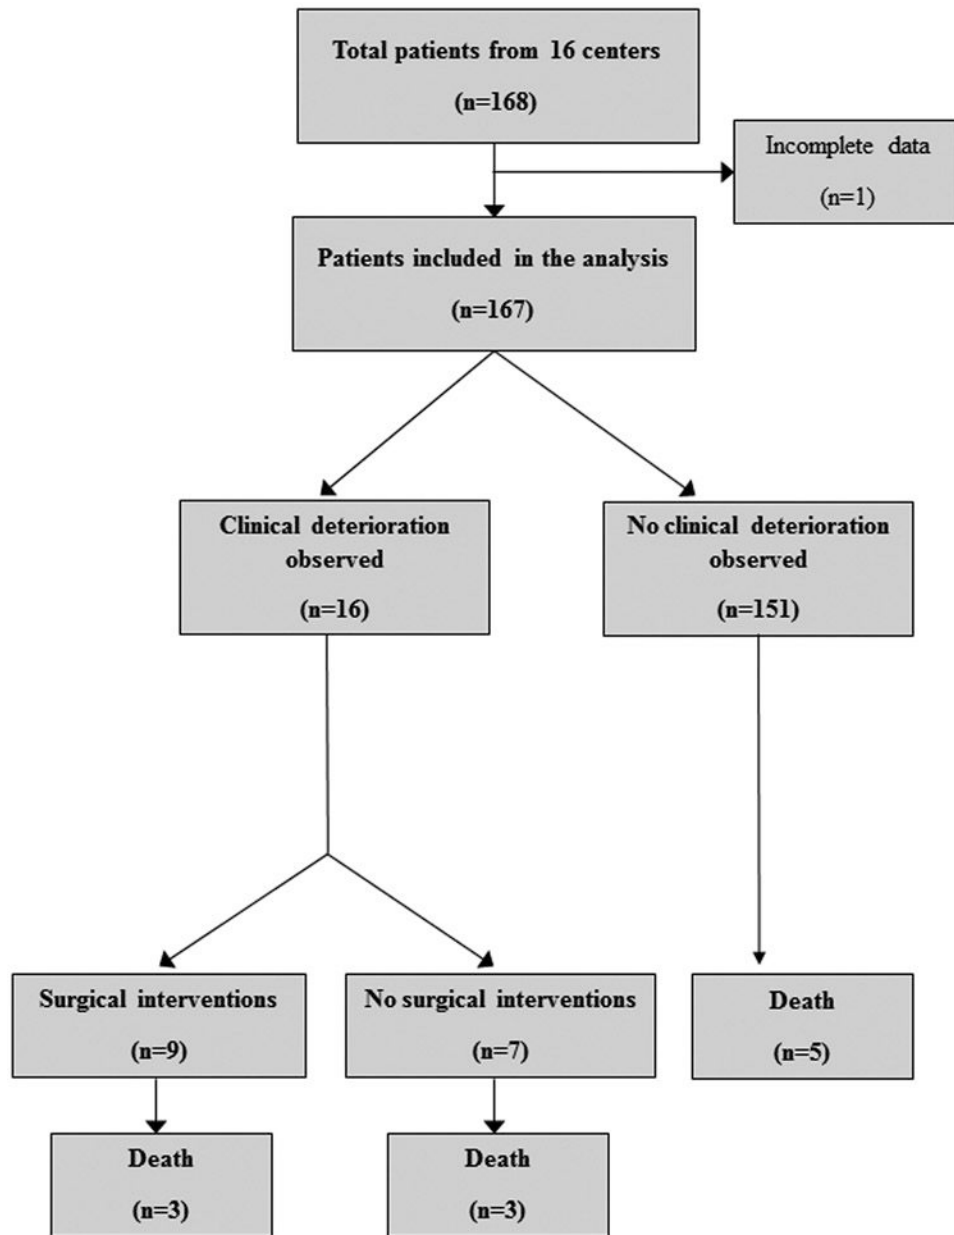 Total patients from 16 centers
(n=168)
Incomplete data
(n=1)
Patients included in the analysis
(n=167)
Clinical deterioration
observed
(n=16)
No clinical deterioration
observed
(n=151)
Surgical interventions
(n=9)
No surgical interventions
(n=7)
Death
(n=5)
Death
(n=3)
Death
(n=3)